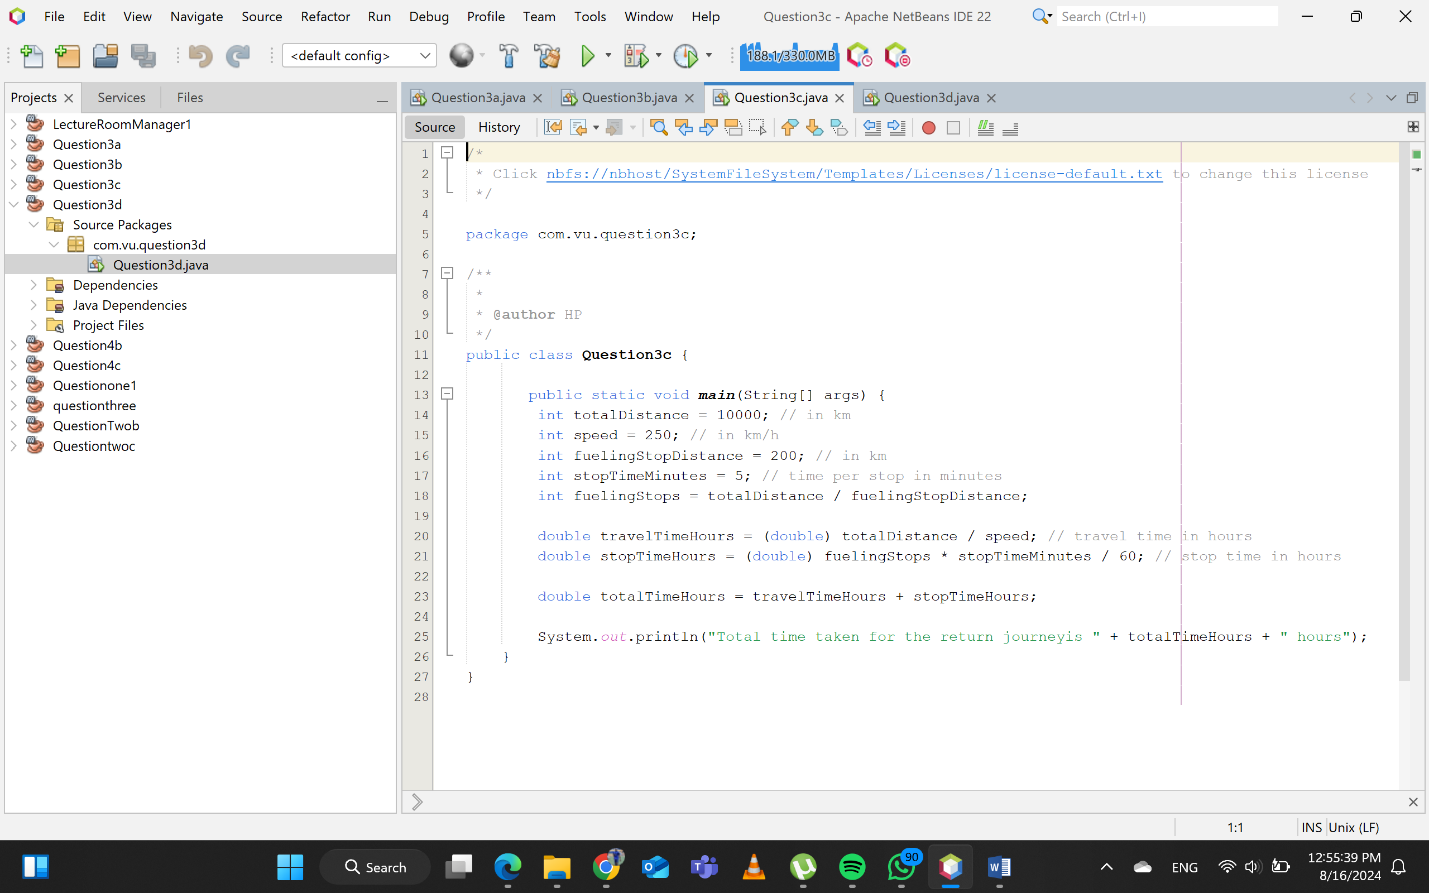 File Edit View Navigate Source Refactor Run Debug Profile Team Tools Window Help Question3c - Apache NetBeans IDE 22 Search (Ctrl+I)
<default config> 188.1/330.0MB
Projects Services Files
LectureRoomManager1
Question3a
Question3b
Question3c
Question3d
Source Packages
com.vu.question3d
Question3d.java
Dependencies
Java Dependencies
Project Files
Question4b
Question4c
Questionone1
questionthree
QuestionTwob
Questiontwoc
Question3a.java Question3b.java Question3c.java Question3d.java
Source History
1 /*
2 * Click nbfs://nbhost/SystemFileSystem/Templates/Licenses/license-default.txt to change this license
3 */
4
5 package com.vu.question3c;
6
7 /**
8 *
9 * @author HP
10 */
11 public class Question3c {
12
13 public static void main(String[] args) {
14 int totalDistance = 10000; // in km
15 int speed = 250; // in km/h
16 int fuelingStopDistance = 200; // in km
17 int stopTimeMinutes = 5; // time per stop in minutes
18 int fuelingStops = totalDistance / fuelingStopDistance;
19
20 double travelTimeHours = (double) totalDistance / speed; // travel time in hours
21 double stopTimeHours = (double) fuelingStops * stopTimeMinutes / 60; // stop time in hours
22
23 double totalTimeHours = travelTimeHours + stopTimeHours;
24
25 System.out.println("Total time taken for the return journeyis " + totalTimeHours + " hours");
26 }
27 }
28
1:1 INS Unix (LF)
Search 90 ENG 12:55:39 PM
8/16/2024